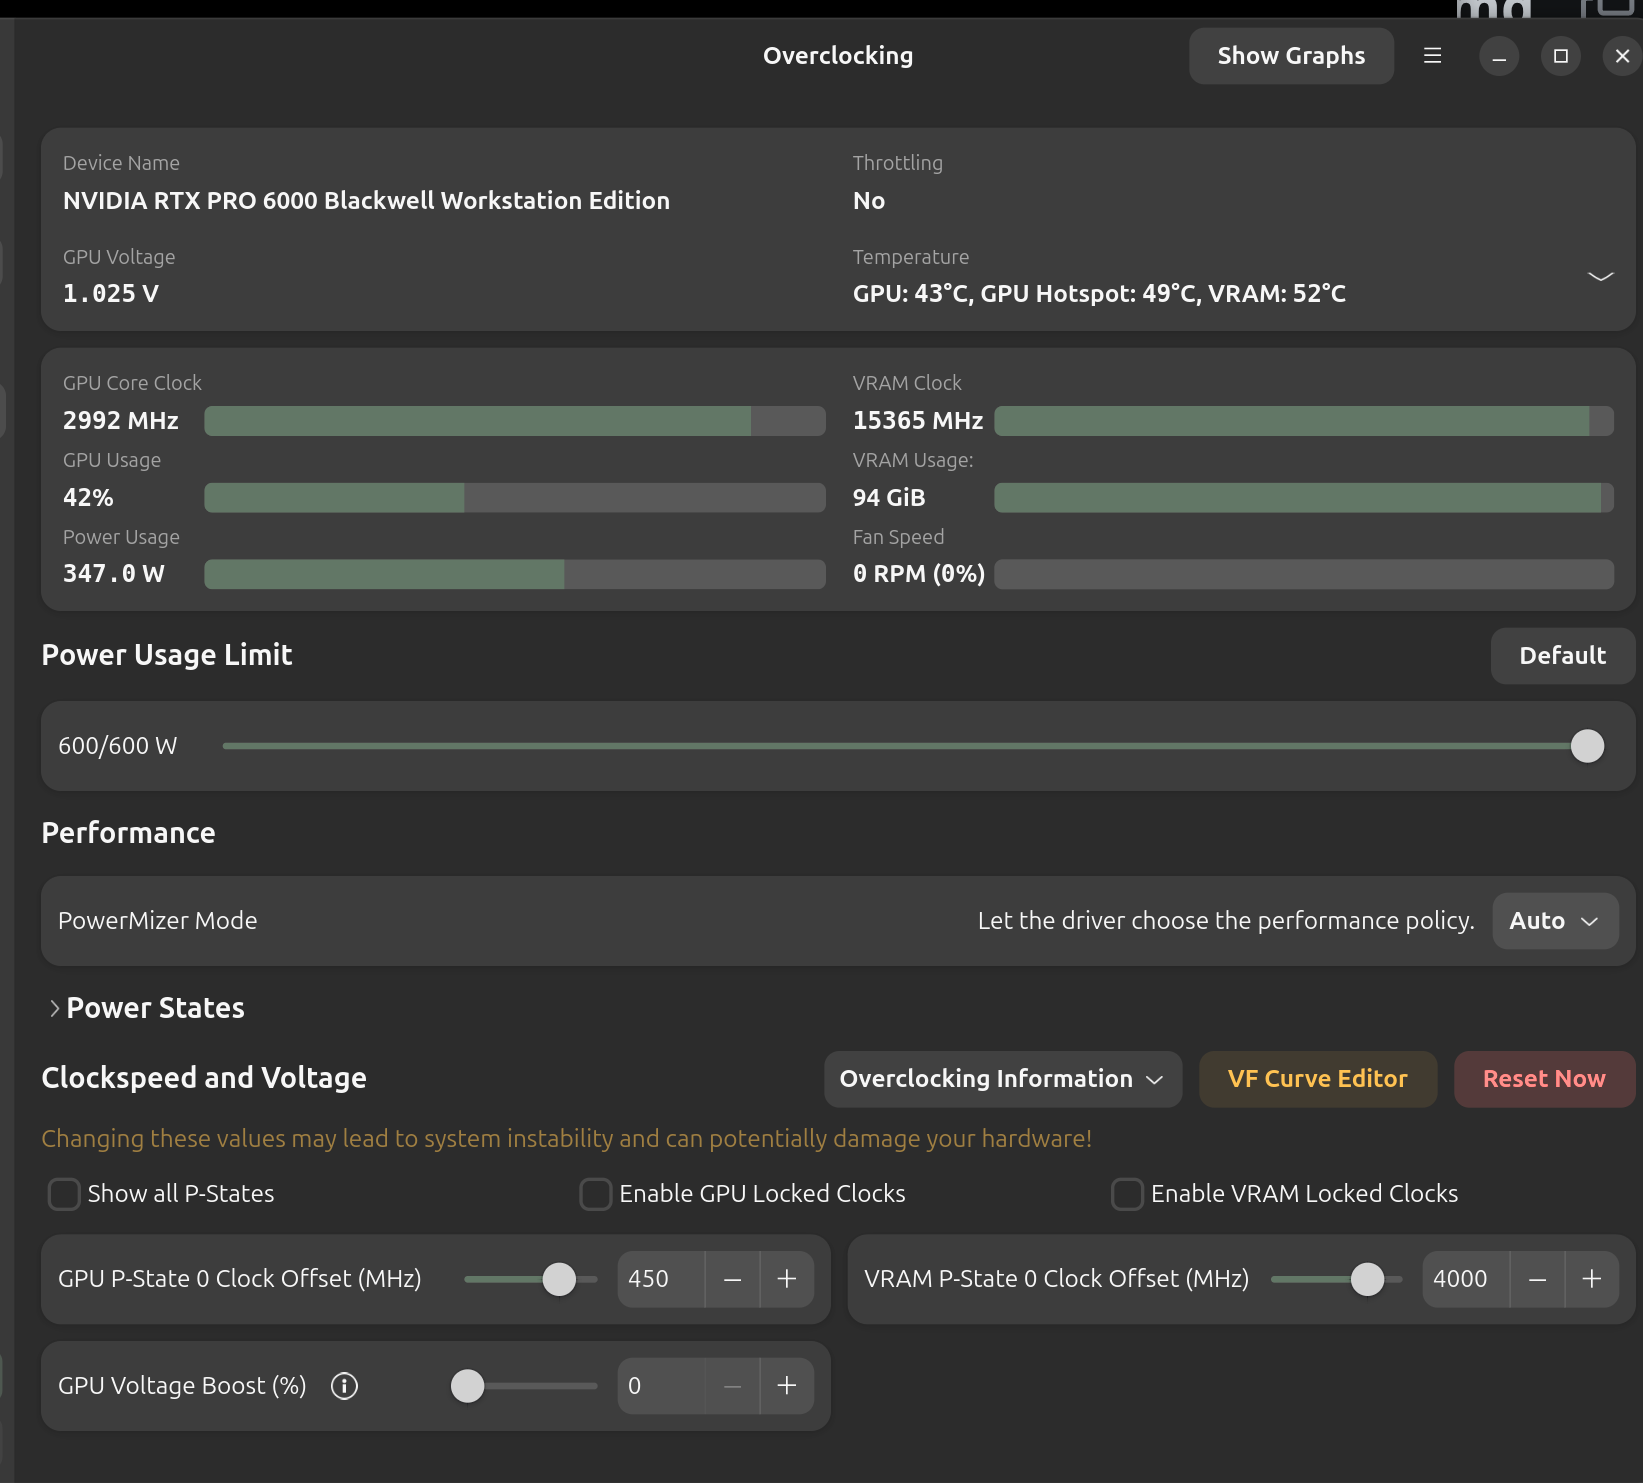 Overclocking
Show Graphs
Device Name
NVIDIA RTX PRO 6000 Blackwell Workstation Edition
Throttling
No
GPU Voltage
1.025 V
Temperature
GPU: 43°C, GPU Hotspot: 49°C, VRAM: 52°C
GPU Core Clock
2992 MHz
VRAM Clock
15365 MHz
GPU Usage
42%
VRAM Usage:
94 GiB
Power Usage
347.0 W
Fan Speed
0 RPM (0%)
Power Usage Limit
Default
600/600 W
Performance
PowerMizer Mode
Let the driver choose the performance policy.
Auto
Power States
Clockspeed and Voltage
Overclocking Information
VF Curve Editor
Reset Now
Changing these values may lead to system instability and can potentially damage your hardware!
Show all P-States
Enable GPU Locked Clocks
Enable VRAM Locked Clocks
GPU P-State 0 Clock Offset (MHz)
450
VRAM P-State 0 Clock Offset (MHz)
4000
GPU Voltage Boost (%)
0